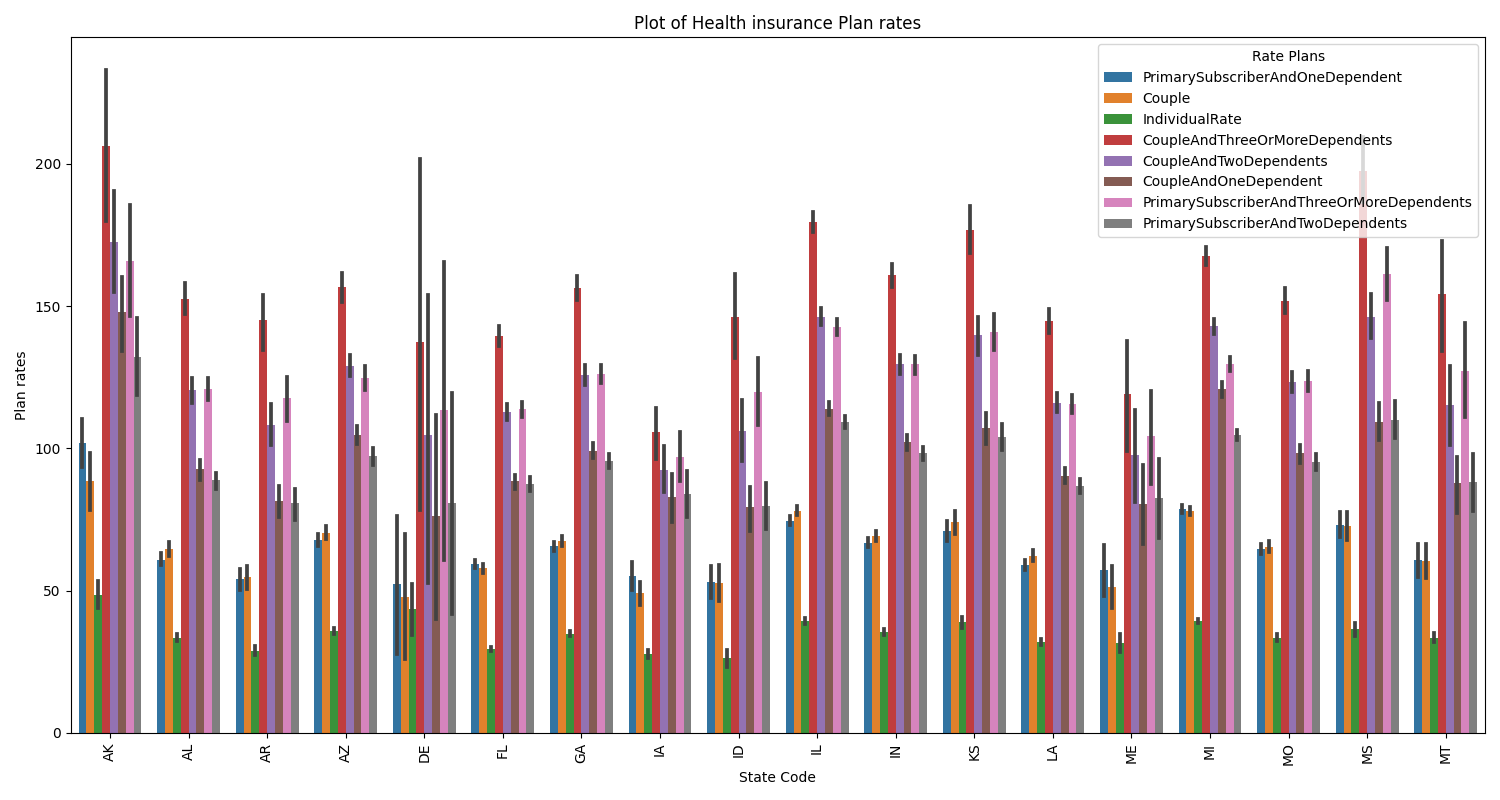 Plot of Health insurance Plan rates
Rate Plans
PrimarySubscriberAndOneDependent
Couple
IndividualRate
CoupleAndThreeOrMoreDependents
CoupleAndTwoDependents
CoupleAndOneDependent
PrimarySubscriberAndThreeOrMoreDependents
PrimarySubscriberAndTwoDependents
Plan rates
200
150
100
50
0
AK AL AR AZ DE FL GA IA ID IL IN KS LA ME MI MO MS MT
State Code